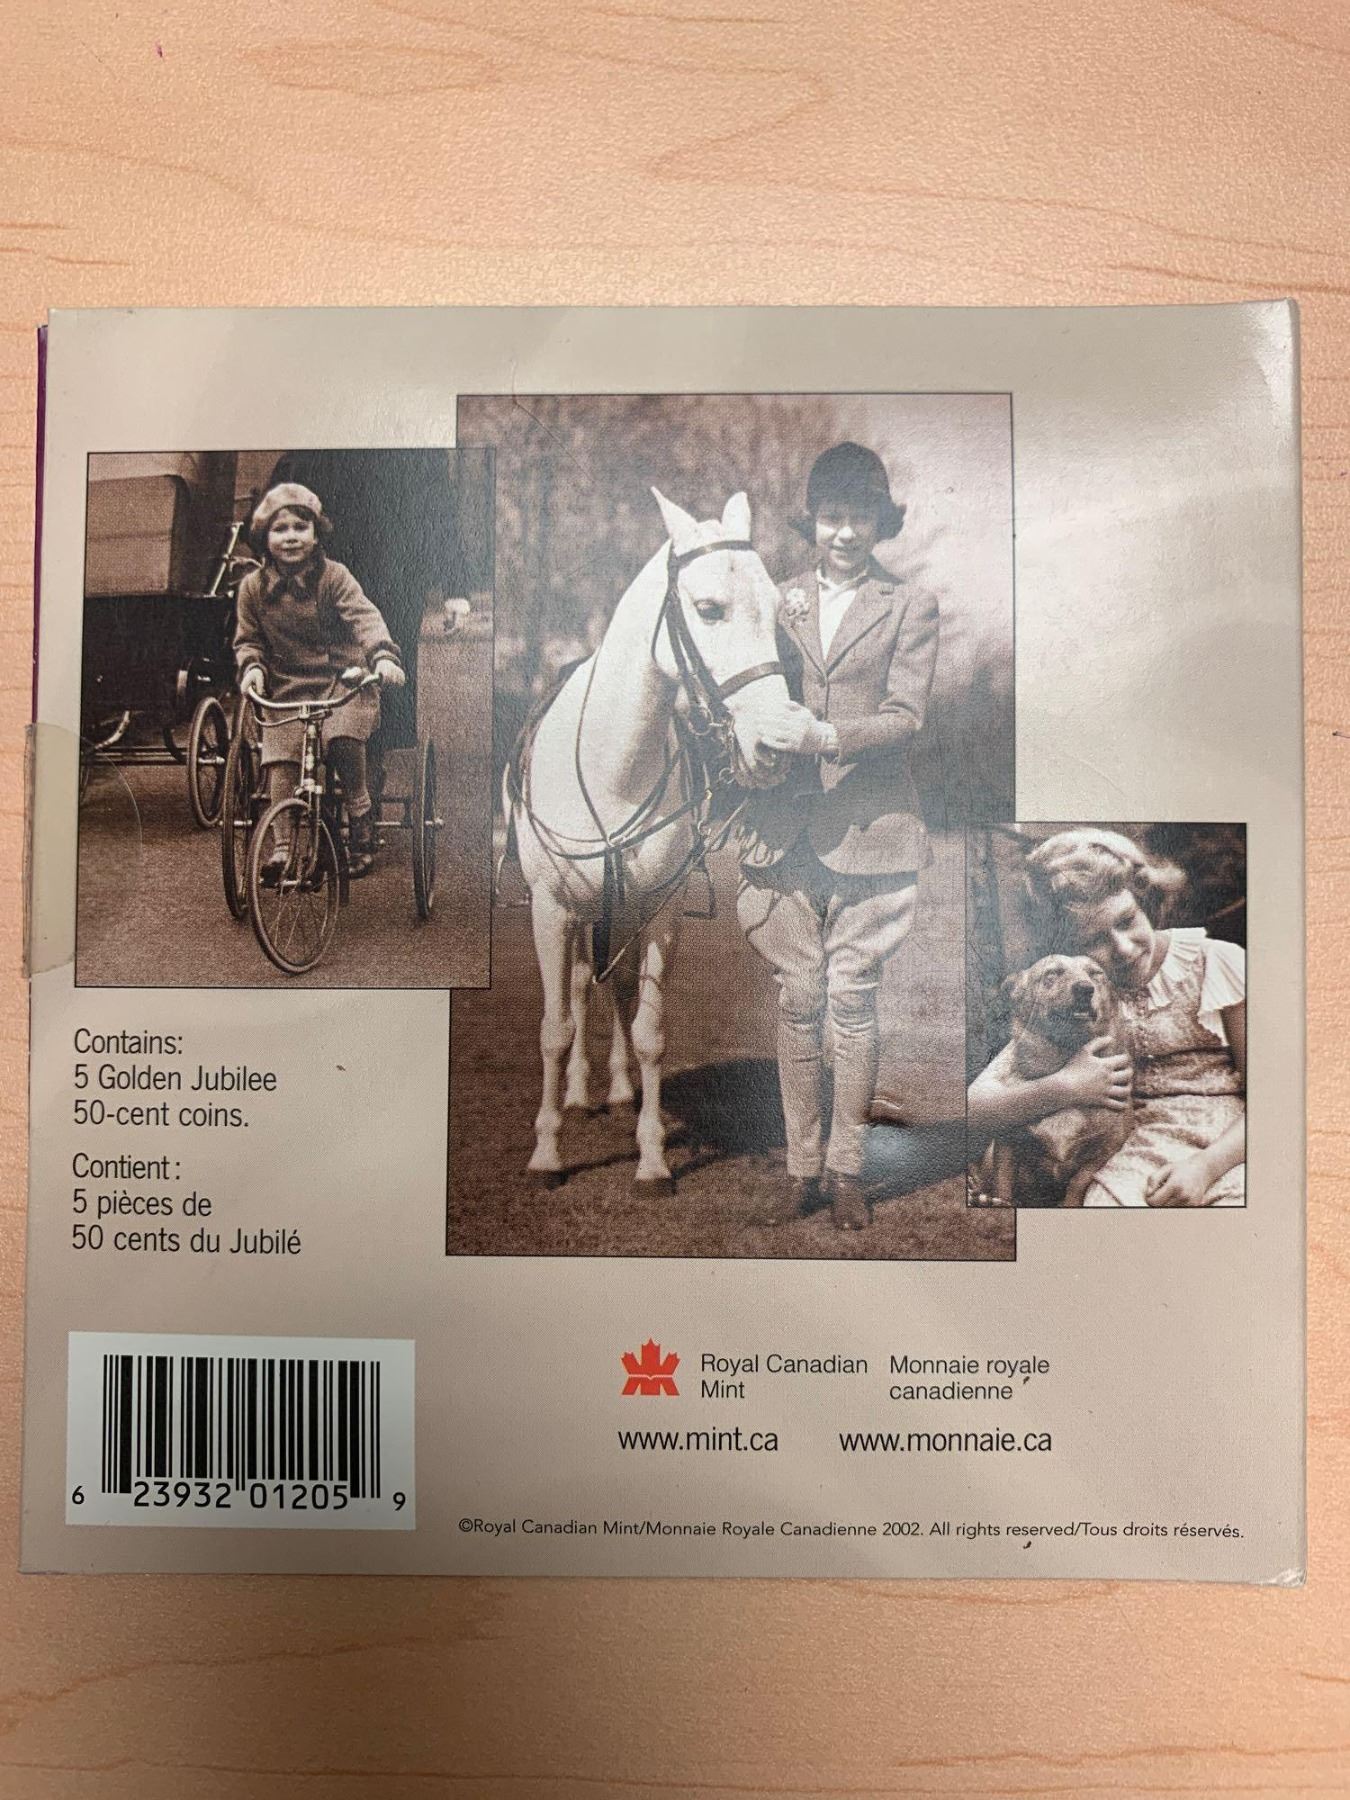 Contains:
5 Golden Jubilee
50-cent coins.
Contient :
5 pièces de
50 cents du Jubilé
6 23932 01205 9
Royal Canadian Mint
Monnaie royale canadienne
www.mint.ca
www.monnaie.ca
©Royal Canadian Mint/Monnaie Royale Canadienne 2002. All rights reserved/Tous droits réservés.